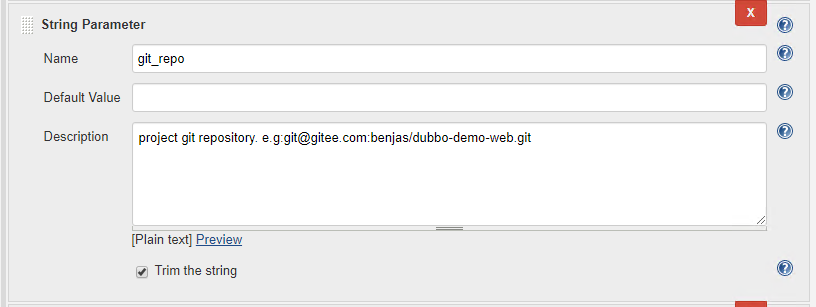 X
String Parameter
Name git_repo
Default Value
Description project git repository. e.g:git@gitee.com:benjas/dubbo-demo-web.git
[Plain text] Preview
Trim the string